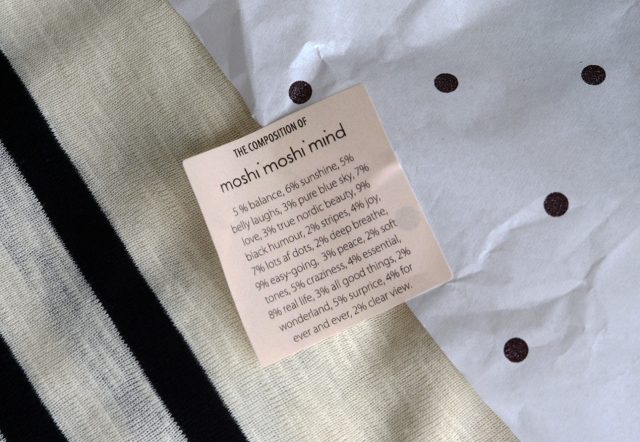 THE COMPOSITION OF
moshi moshi mind
5 % balance, 6% sunshine, 5%
belly laughs, 3% pure blue sky, 7%
love, 3% true nordic beauty, 9%
black humour, 2% stripes, 4% joy,
7% lots af dots, 2% deep breathe,
9% easy-going, 3% peace, 2% soft
tones, 5% craziness, 4% essential,
8% real life, 3% all good things, 2%
wonderland, 5% surprice, 4% for
ever and ever, 2% clear view.